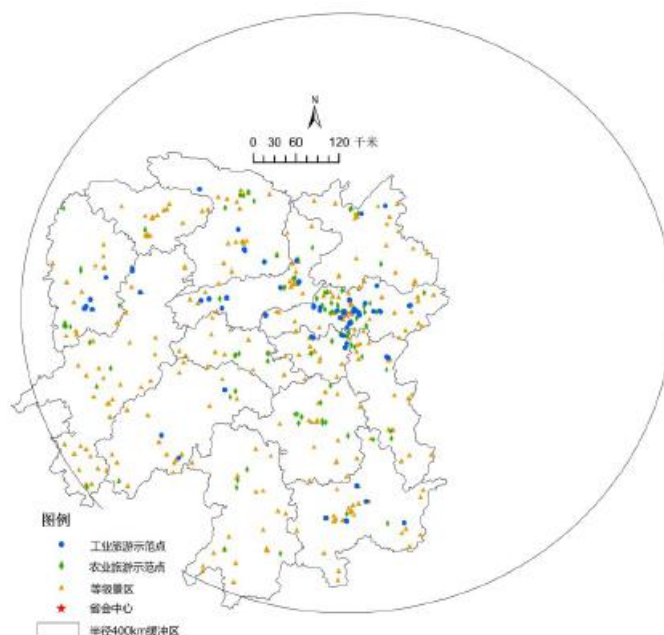 N
0 30 60 120 千米
图例
工业旅游示范点
农业旅游示范点
等级景区
省会中心
半径400km缓冲区